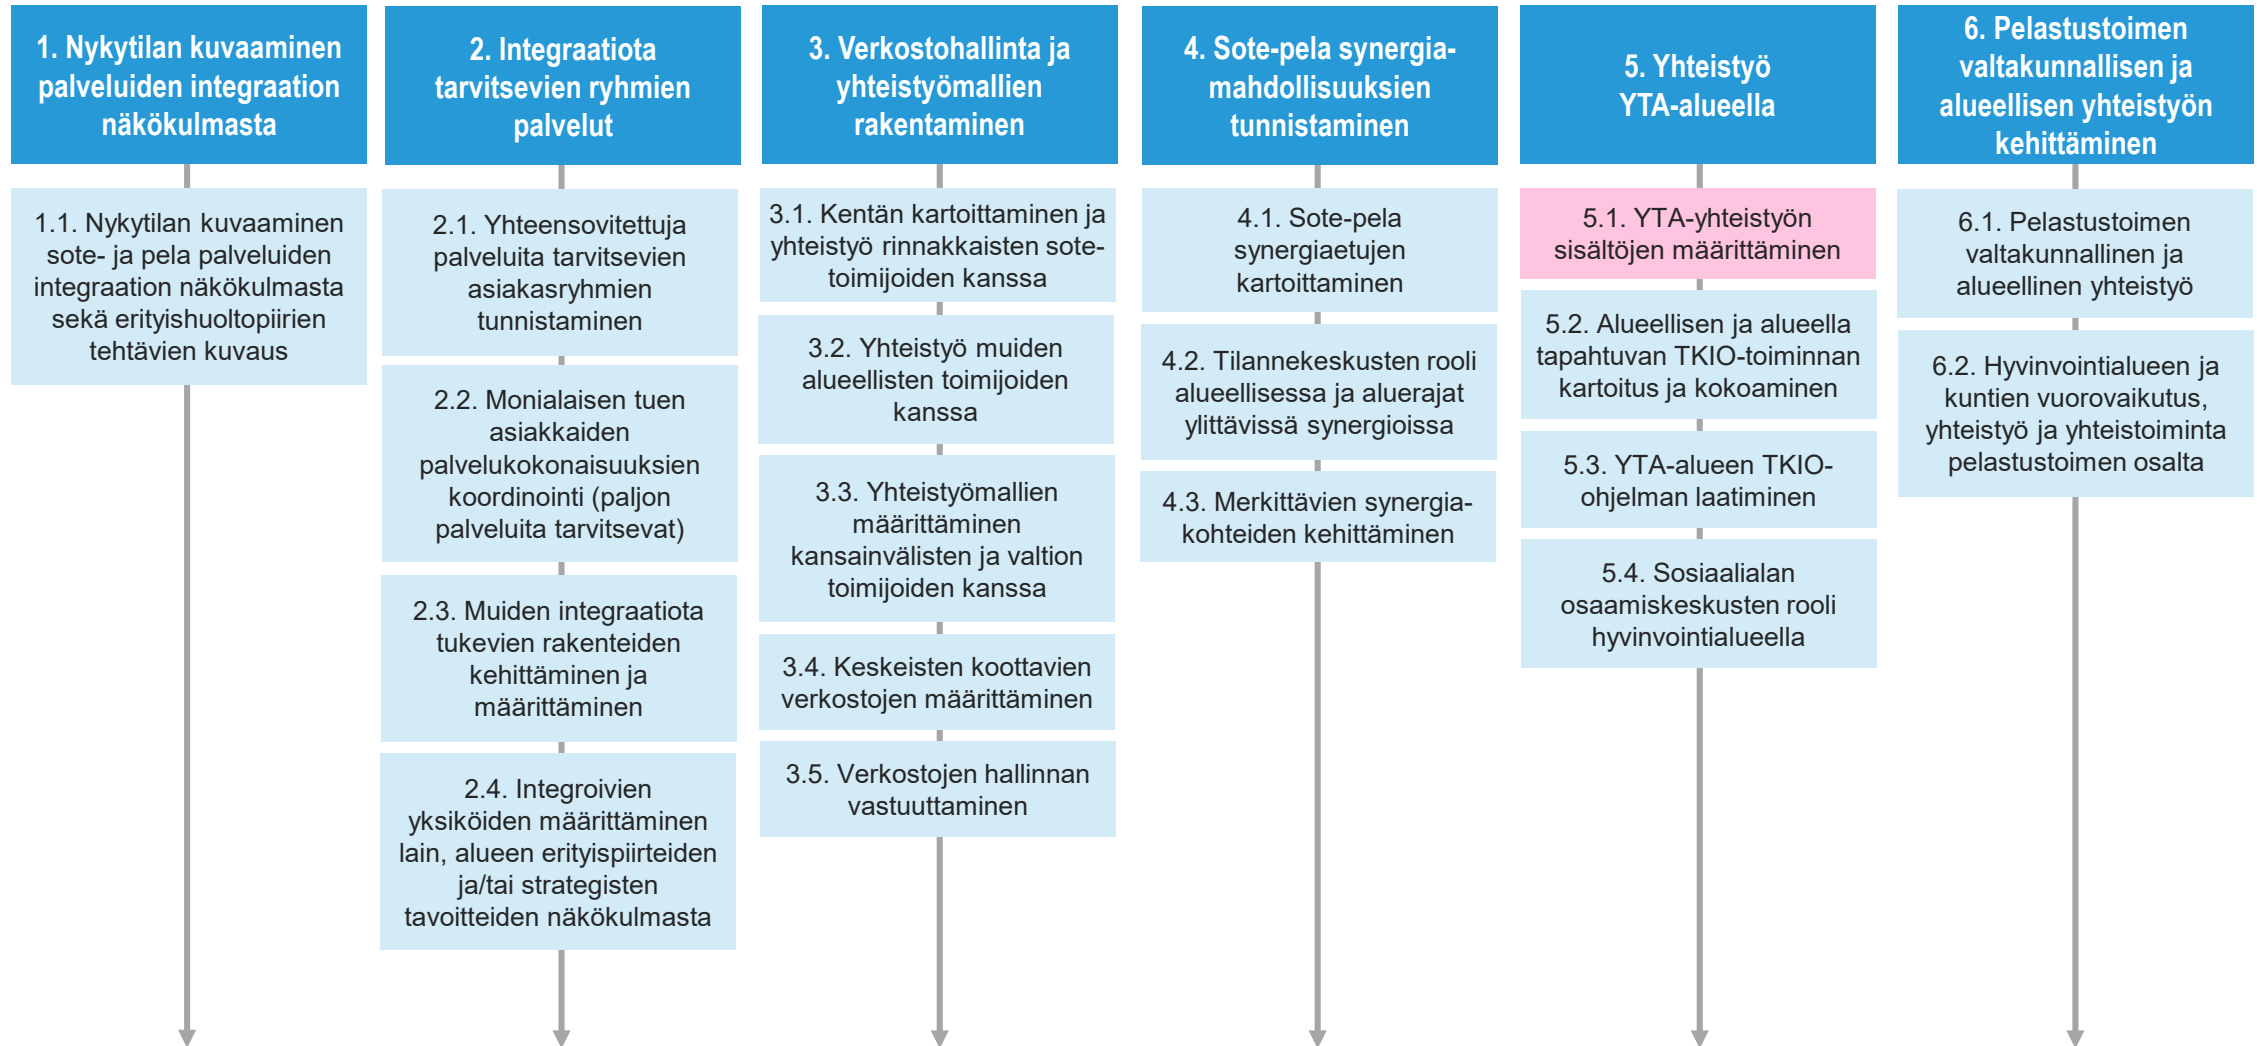 1. Nykytilan kuvaaminen
palveluiden integraation
näkökulmasta
1.1. Nykytilan kuvaaminen
sote- ja pela palveluiden
integraation näkökulmasta
sekä erityishuoltopiirien
tehtävien kuvaus
2. Integraatiota
tarvitsevien ryhmien
palvelut
2.1. Yhteensovitettuja
palveluita tarvitsevien
asiakasryhmien
tunnistaminen
2.2. Monialaisen tuen
asiakkaiden
palvelukokonaisuuksien
koordinointi (paljon
palveluita tarvitsevat)
2.3. Muiden integraatiota
tukevien rakenteiden
kehittäminen ja
määrittäminen
2.4. Integroivien
yksiköiden määrittäminen
lain, alueen erityispiirteiden
ja/tai strategisten
tavoitteiden näkökulmasta
3. Verkostohallinta ja
yhteistyömallien
rakentaminen
3.1. Kentän kartoittaminen ja
yhteistyö rinnakkaisten sote-
toimijoiden kanssa
3.2. Yhteistyö muiden
alueellisten toimijoiden
kanssa
3.3. Yhteistyömallien
määrittäminen
kansainvälisten ja valtion
toimijoiden kanssa
3.4. Keskeisten koottavien
verkostojen määrittäminen
3.5. Verkostojen hallinnan
vastuuttaminen
4. Sote-pela synergia-
mahdollisuuksien
tunnistaminen
4.1. Sote-pela
synergiaetujen
kartoittaminen
4.2. Tilannekeskusten rooli
alueellisessa ja aluerajat
ylittävissä synergioissa
4.3. Merkittävien synergia-
kohteiden kehittäminen
5. Yhteistyö
YTA-alueella
5.1. YTA-yhteistyön
sisältöjen määrittäminen
5.2. Alueellisen ja alueella
tapahtuvan TKIO-toiminnan
kartoitus ja kokoaminen
5.3. YTA-alueen TKIO-
ohjelman laatiminen
5.4. Sosiaalialan
osaamiskeskusten rooli
hyvinvointialueella
6. Pelastustoimen
valtakunnallisen ja
alueellisen yhteistyön
kehittäminen
6.1. Pelastustoimen
valtakunnallinen ja
alueellinen yhteistyö
6.2. Hyvinvointialueen ja
kuntien vuorovaikutus,
yhteistyö ja yhteistoiminta
pelastustoimen osalta